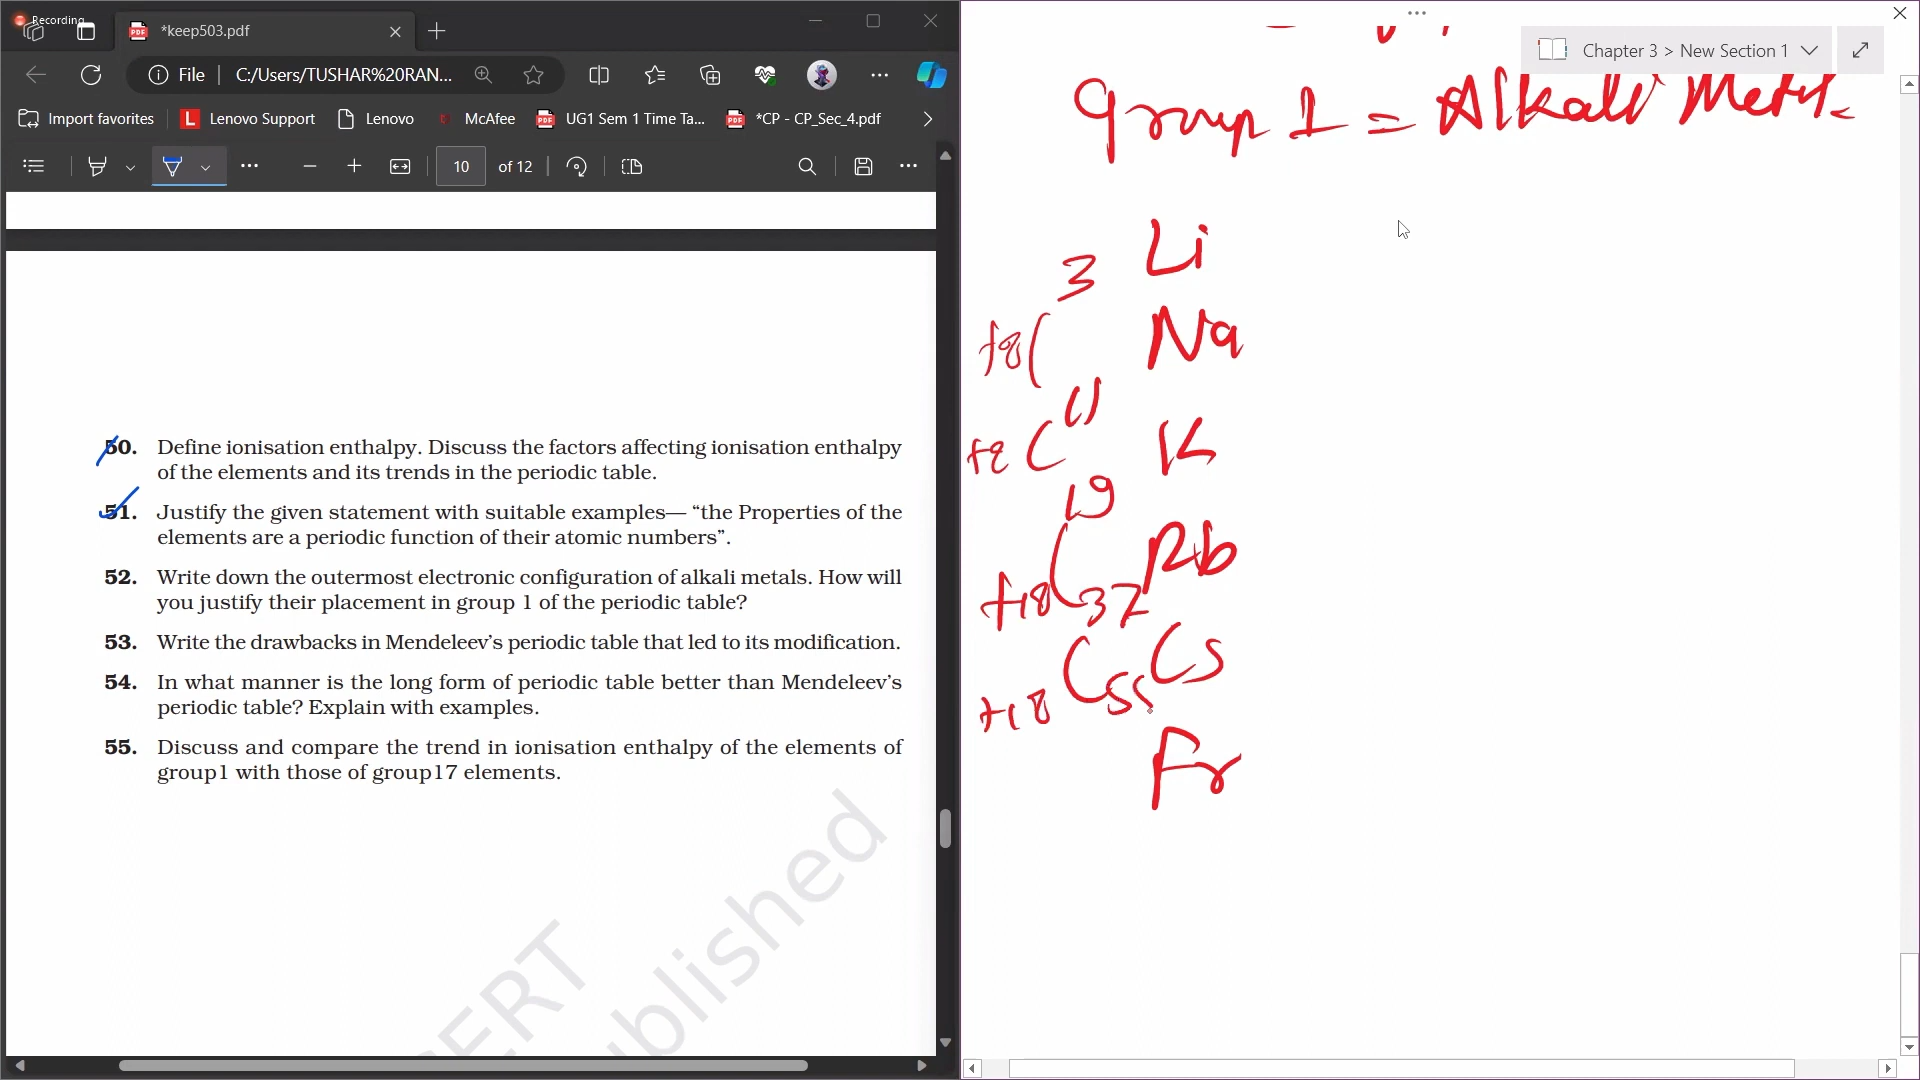 Recording
*keep503.pdf
File
C:/Users/TUSHAR%20RAN...
Import favorites
Lenovo Support
Lenovo
McAfee
UG1 Sem 1 Time Ta...
*CP - CP_Sec_4.pdf
10 of 12
50. Define ionisation enthalpy. Discuss the factors affecting ionisation enthalpy
of the elements and its trends in the periodic table.
51. Justify the given statement with suitable examples— “the Properties of the
elements are a periodic function of their atomic numbers”.
52. Write down the outermost electronic configuration of alkali metals. How will
you justify their placement in group 1 of the periodic table?
53. Write the drawbacks in Mendeleev’s periodic table that led to its modification.
54. In what manner is the long form of periodic table better than Mendeleev’s
periodic table? Explain with examples.
55. Discuss and compare the trend in ionisation enthalpy of the elements of
group1 with those of group17 elements.
ERT
ublished
Chapter 3 > New Section 1
Group 1 = Alkali
3 Li
+8 Na
11
+8 K
19
Rb
+18 37
Cs
+18 55
Fr